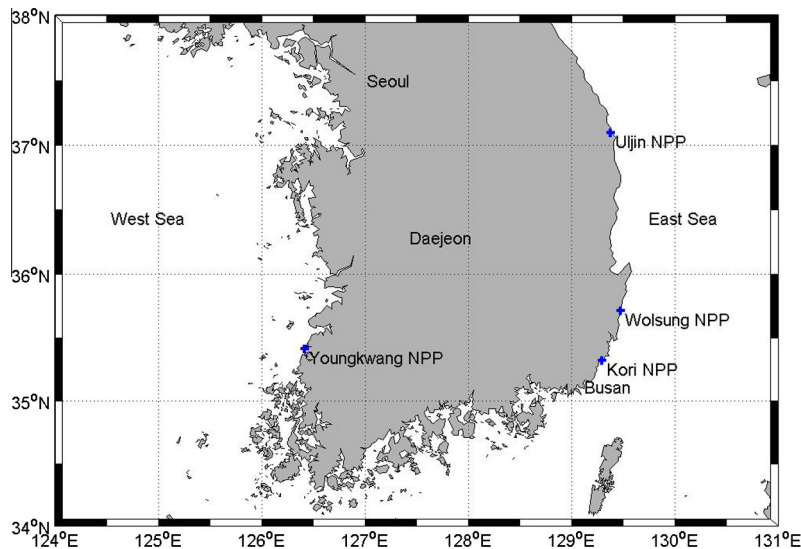 38°N
Seoul
37°N
Uljin NPP
West Sea
East Sea
Daejeon
36°N
Wolsung NPP
Youngkwang NPP
Kori NPP
Busan
35°N
34°N
124°E 125°E 126°E 127°E 128°E 129°E 130°E 131°E